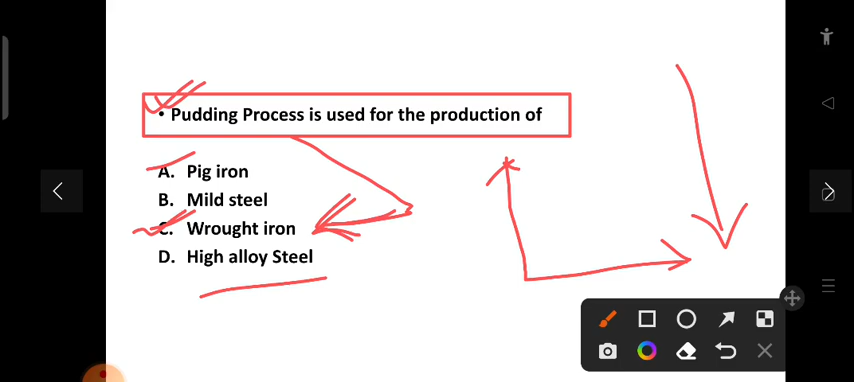 • Pudding Process is used for the production of
A. Pig iron
B. Mild steel
C. Wrought iron
D. High alloy Steel